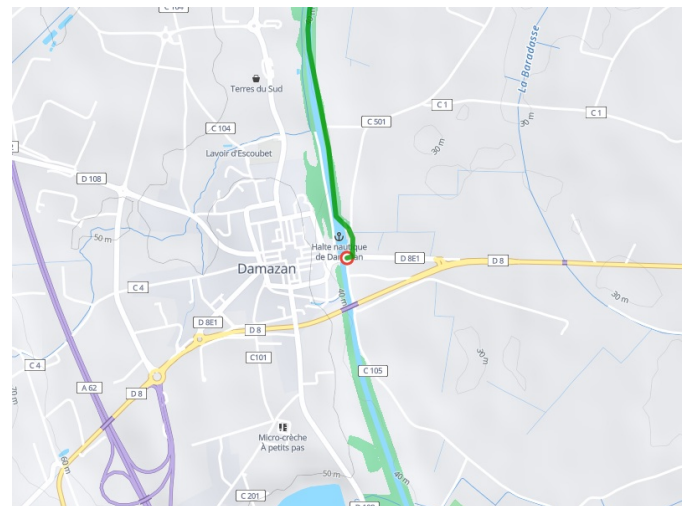 C 104
La Baradasse
Terres du Sud
C 1
C 1
30 m
C 501
C 104
30 m
Lavoir d'Escoubet
D 108
50 m
Halte nautique
de Damazan
D 8E1
D 8
Damazan
C 4
40 m
30 m
D 8E1
D 8
C101
30 m
C 4
C 105
A 62
D 8
70 m
Micro-crèche
À petits pas
60 m
50 m
40 m
C 201